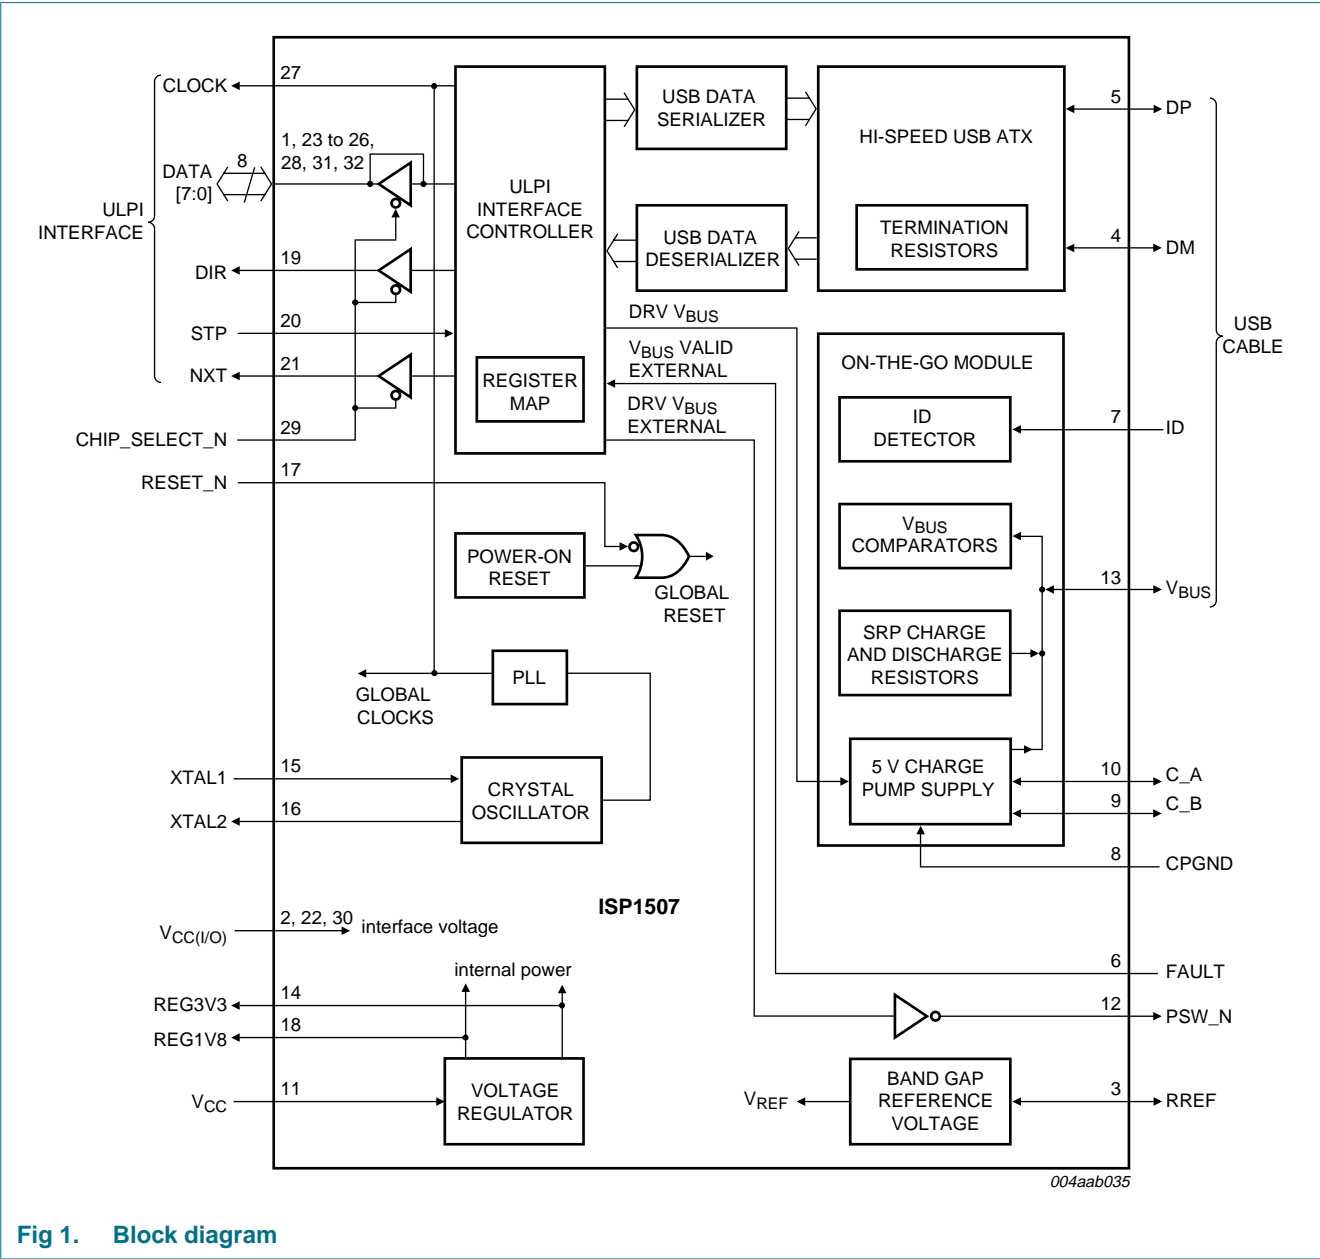 CLOCK
27
1, 23 to 26,
28, 31, 32
DATA
[7:0]
8
ULPI
INTERFACE
DIR
19
STP
20
NXT
21
CHIP_SELECT_N
29
RESET_N
17
ULPI
INTERFACE
CONTROLLER
REGISTER
MAP
USB DATA
SERIALIZER
USB DATA
DESERIALIZER
HI-SPEED USB ATX
TERMINATION
RESISTORS
5
DP
4
DM
USB
CABLE
DRV VBUS
VBUS VALID
EXTERNAL
DRV VBUS
EXTERNAL
ON-THE-GO MODULE
ID
DETECTOR
7
ID
VBUS
COMPARATORS
13
VBUS
SRP CHARGE
AND DISCHARGE
RESISTORS
5 V CHARGE
PUMP SUPPLY
10
C_A
9
C_B
8
CPGND
POWER-ON
RESET
GLOBAL
RESET
PLL
GLOBAL
CLOCKS
XTAL1
15
XTAL2
16
CRYSTAL
OSCILLATOR
ISP1507
VCC(I/O)
2, 22, 30
interface voltage
internal power
REG3V3
14
REG1V8
18
VCC
11
VOLTAGE
REGULATOR
6
FAULT
12
PSW_N
VREF
BAND GAP
REFERENCE
VOLTAGE
3
RREF
004aab035
Fig 1. Block diagram